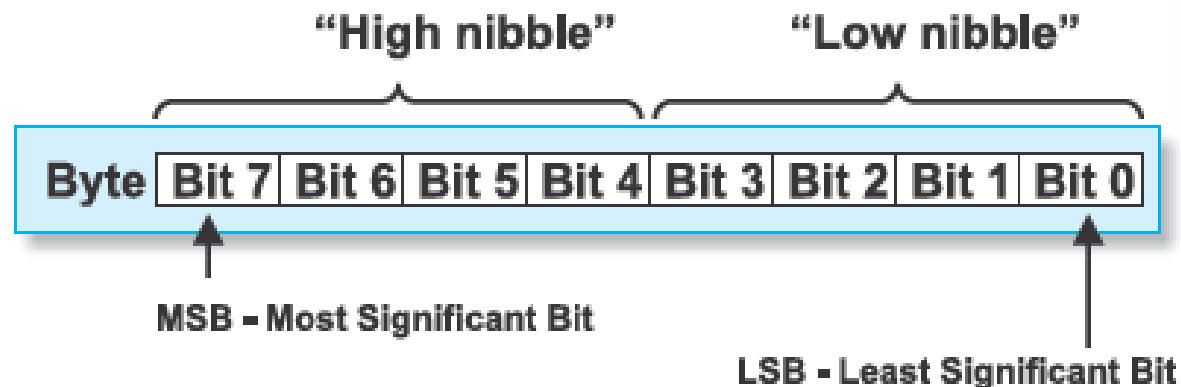 “High nibble” “Low nibble”
Byte Bit 7 Bit 6 Bit 5 Bit 4 Bit 3 Bit 2 Bit 1 Bit 0
MSB - Most Significant Bit
LSB - Least Significant Bit